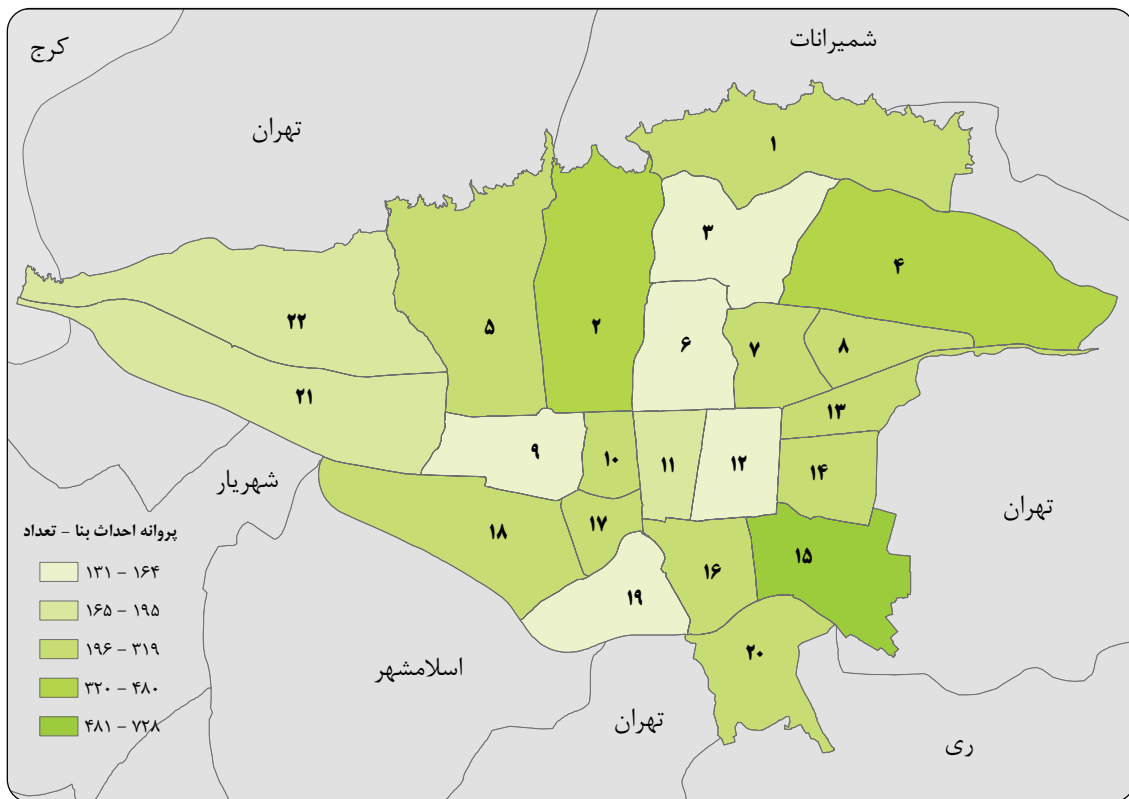 کرج
شمیرانات
تهران
۱
۳
۴
۲۲
۵
۲
۶
۷
۸
۲۱
۱۳
۹
۱۰
۱۱
۱۲
۱۴
شهریار
تهران
۱۸
۱۷
۱۵
۱۶
۱۹
۲۰
اسلامشهر
تهران
ری
پروانه احداث بنا - تعداد
۱۳۱ - ۱۶۴
۱۶۵ - ۱۹۵
۱۹۶ - ۳۱۹
۳۲۰ - ۴۸۰
۴۸۱ - ۷۲۸